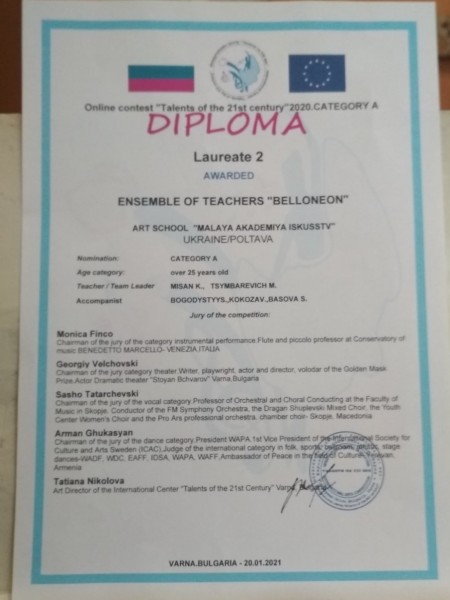 Online contest "Talents of the 21st century"2020.CATEGORY A
DIPLOMA
Laureate 2
AWARDED
ENSEMBLE OF TEACHERS "BELLONEON"
ART SCHOOL "MALAYA AKADEMIYA ISKUSSTV"
UKRAINE/POLTAVA
Nomination: CATEGORY A
Age category: over 25 years old
Teacher / Team Leader MISAN K., TSYMBAREVICH M.
Accompanist BOGODYSTYYS.,KOKOZAV.,BASOVA S.
Jury of the competition:
Monica Finco
Chairman of the jury of the category instrumental performance.Flute and piccolo professor at Conservatory
of music BENEDETTO MARCELLO- VENEZIA,ITALIA
Georgiy Velchovski
Chairman of the jury category theater Writer, playwright, actor and director, volodar of the Golden Mask
Prize,Actor Dramatic theater "Stoyan Bchvarov" Varna,Bulgaria
Sasho Tatarchevski
Chairman of the jury of the vocal category Professor of Orchestral and Choral Conducting at the Faculty of
Music in Skopje. Conductor of the FM Symphony Orchestra, the Dragan Shuplevski Mixed Choir, the Youth
Center Women's Choir and the Pro Ars professional orchestra, chamber choir- Skopje, Macedonia
Arman Ghukasyan
Chairman of the jury of the dance category.President WAPA.1st Vice President of the International Society for
Culture and Arts Sweden (ICAC).Judge of the international category in folk, sports, stage
dances-WADF, WDC, EAFF, IDSA, WAPA, WAFF.Ambassador of Peace in the field of Culture-
Armenia
Tatiana Nikolova
Art Director of the International Center "Talents of the 21st Century" Varna,
VARNA.BULGARIA - 20.01.2021